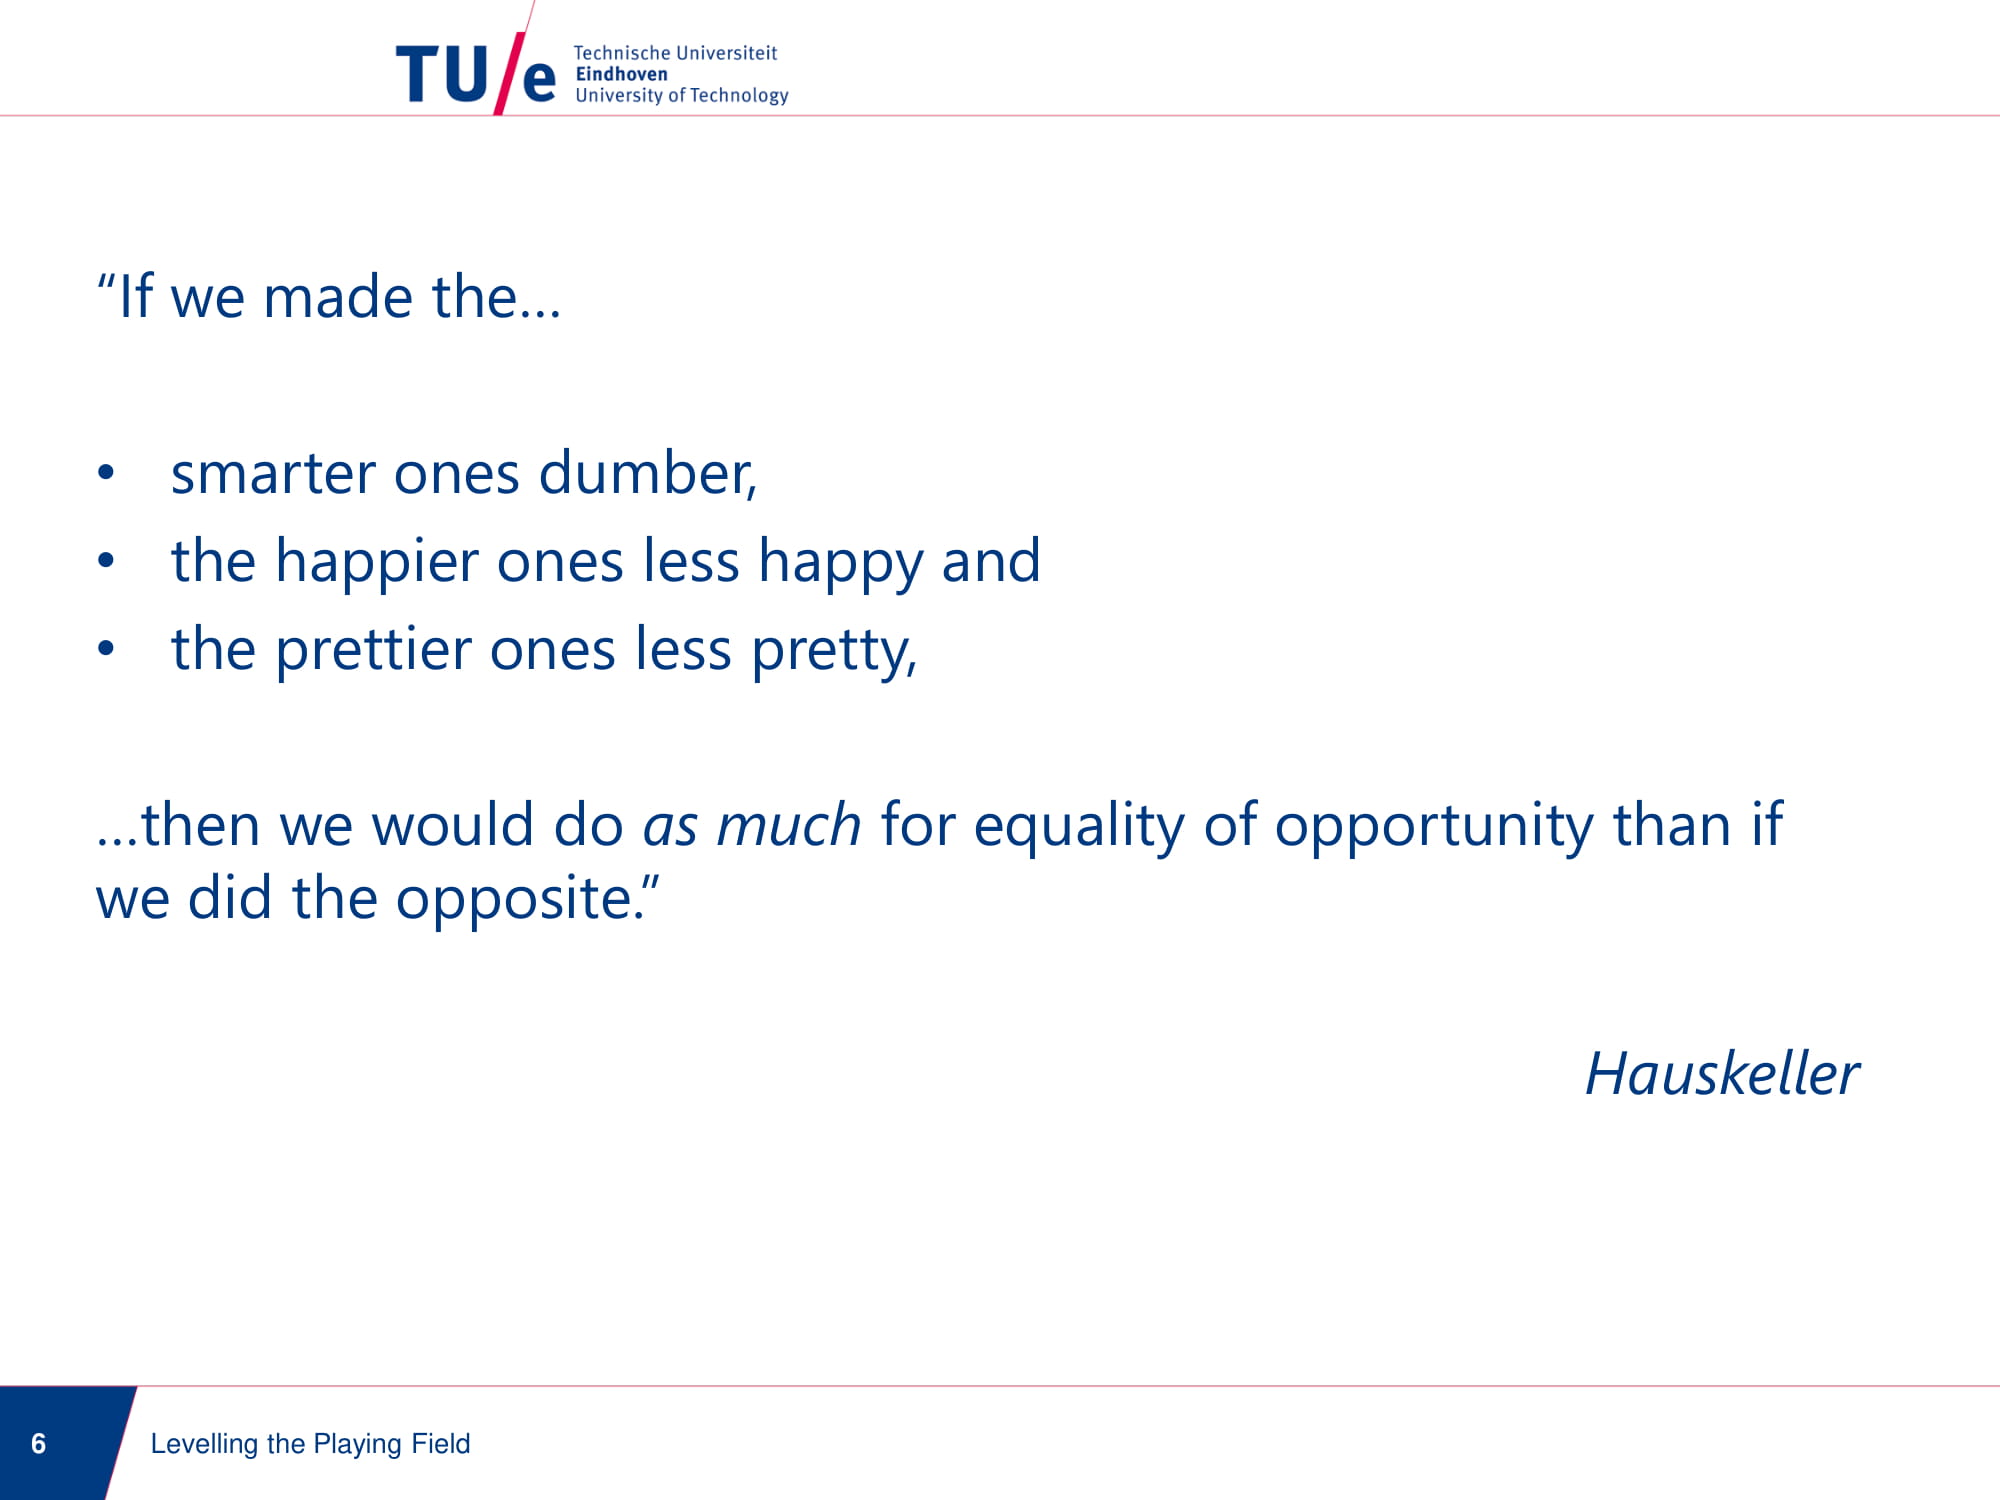 TU/e
Technische Universiteit
Eindhoven
University of Technology
“If we made the…
• smarter ones dumber,
• the happier ones less happy and
• the prettier ones less pretty,
…then we would do as much for equality of opportunity than if
we did the opposite.”
Hauskeller
6
Levelling the Playing Field